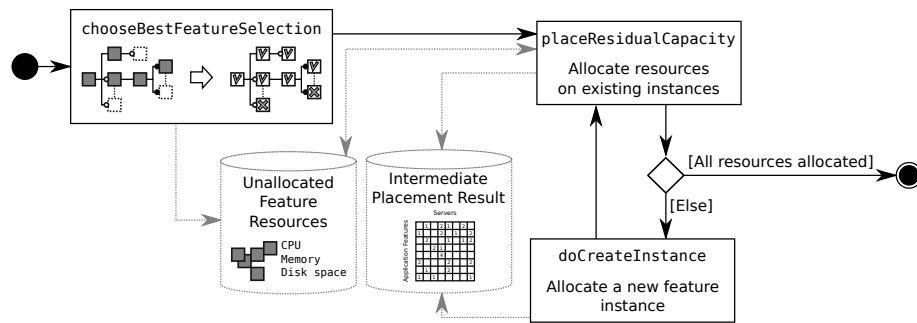 chooseBestFeatureSelection
placeResidualCapacity
Allocate resources
on existing instances
[All resources allocated]
[Else]
Unallocated
Feature
Resources
CPU
Memory
Disk space
Intermediate
Placement Result
Servers
Application Features
doCreateInstance
Allocate a new feature
instance